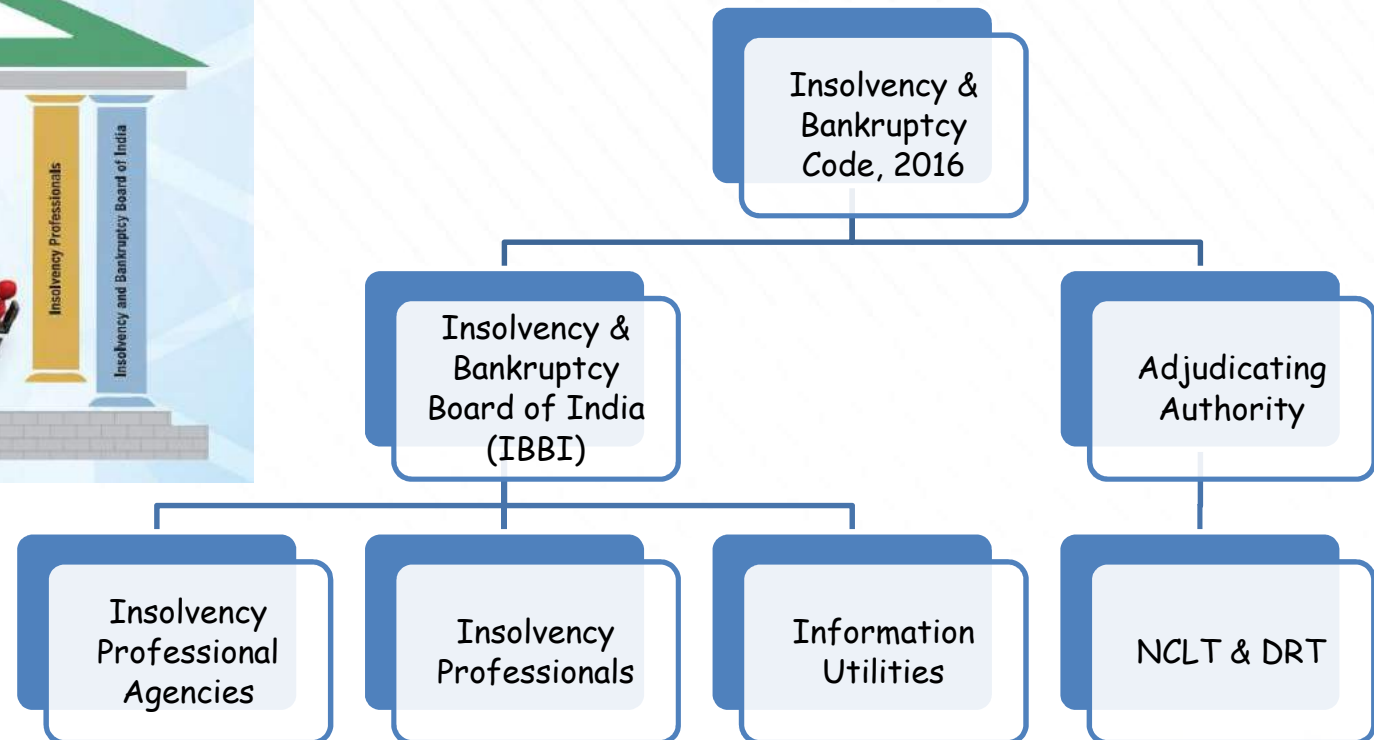 Insolvency Professionals
Insolvency and Bankruptcy Board of India
Insolvency &
Bankruptcy
Code, 2016
Insolvency &
Bankruptcy
Board of India
(IBBI)
Adjudicating
Authority
Insolvency
Professional
Agencies
Insolvency
Professionals
Information
Utilities
NCLT & DRT